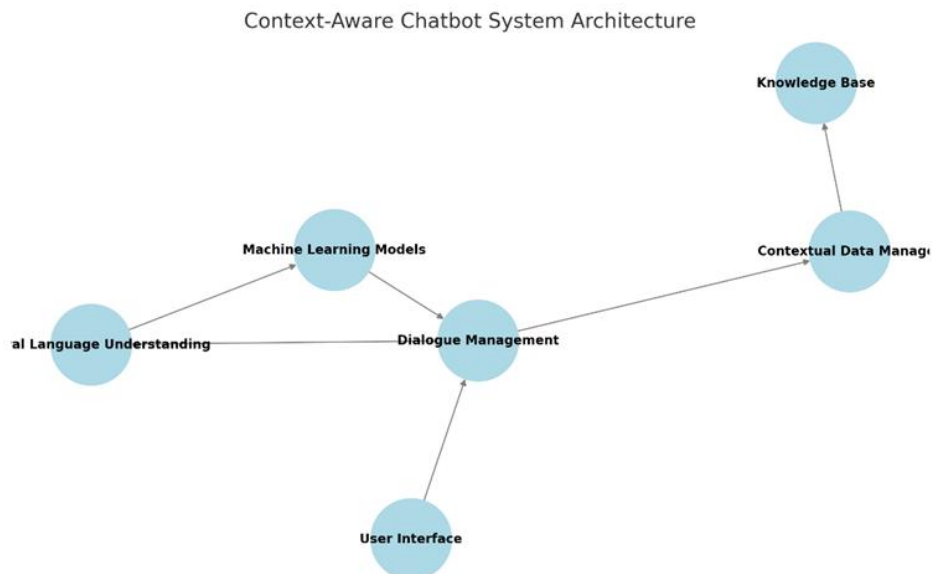 Context-Aware Chatbot System Architecture
Knowledge Base
Machine Learning Models
Contextual Data Manag
al Language Understanding
Dialogue Management
User Interface